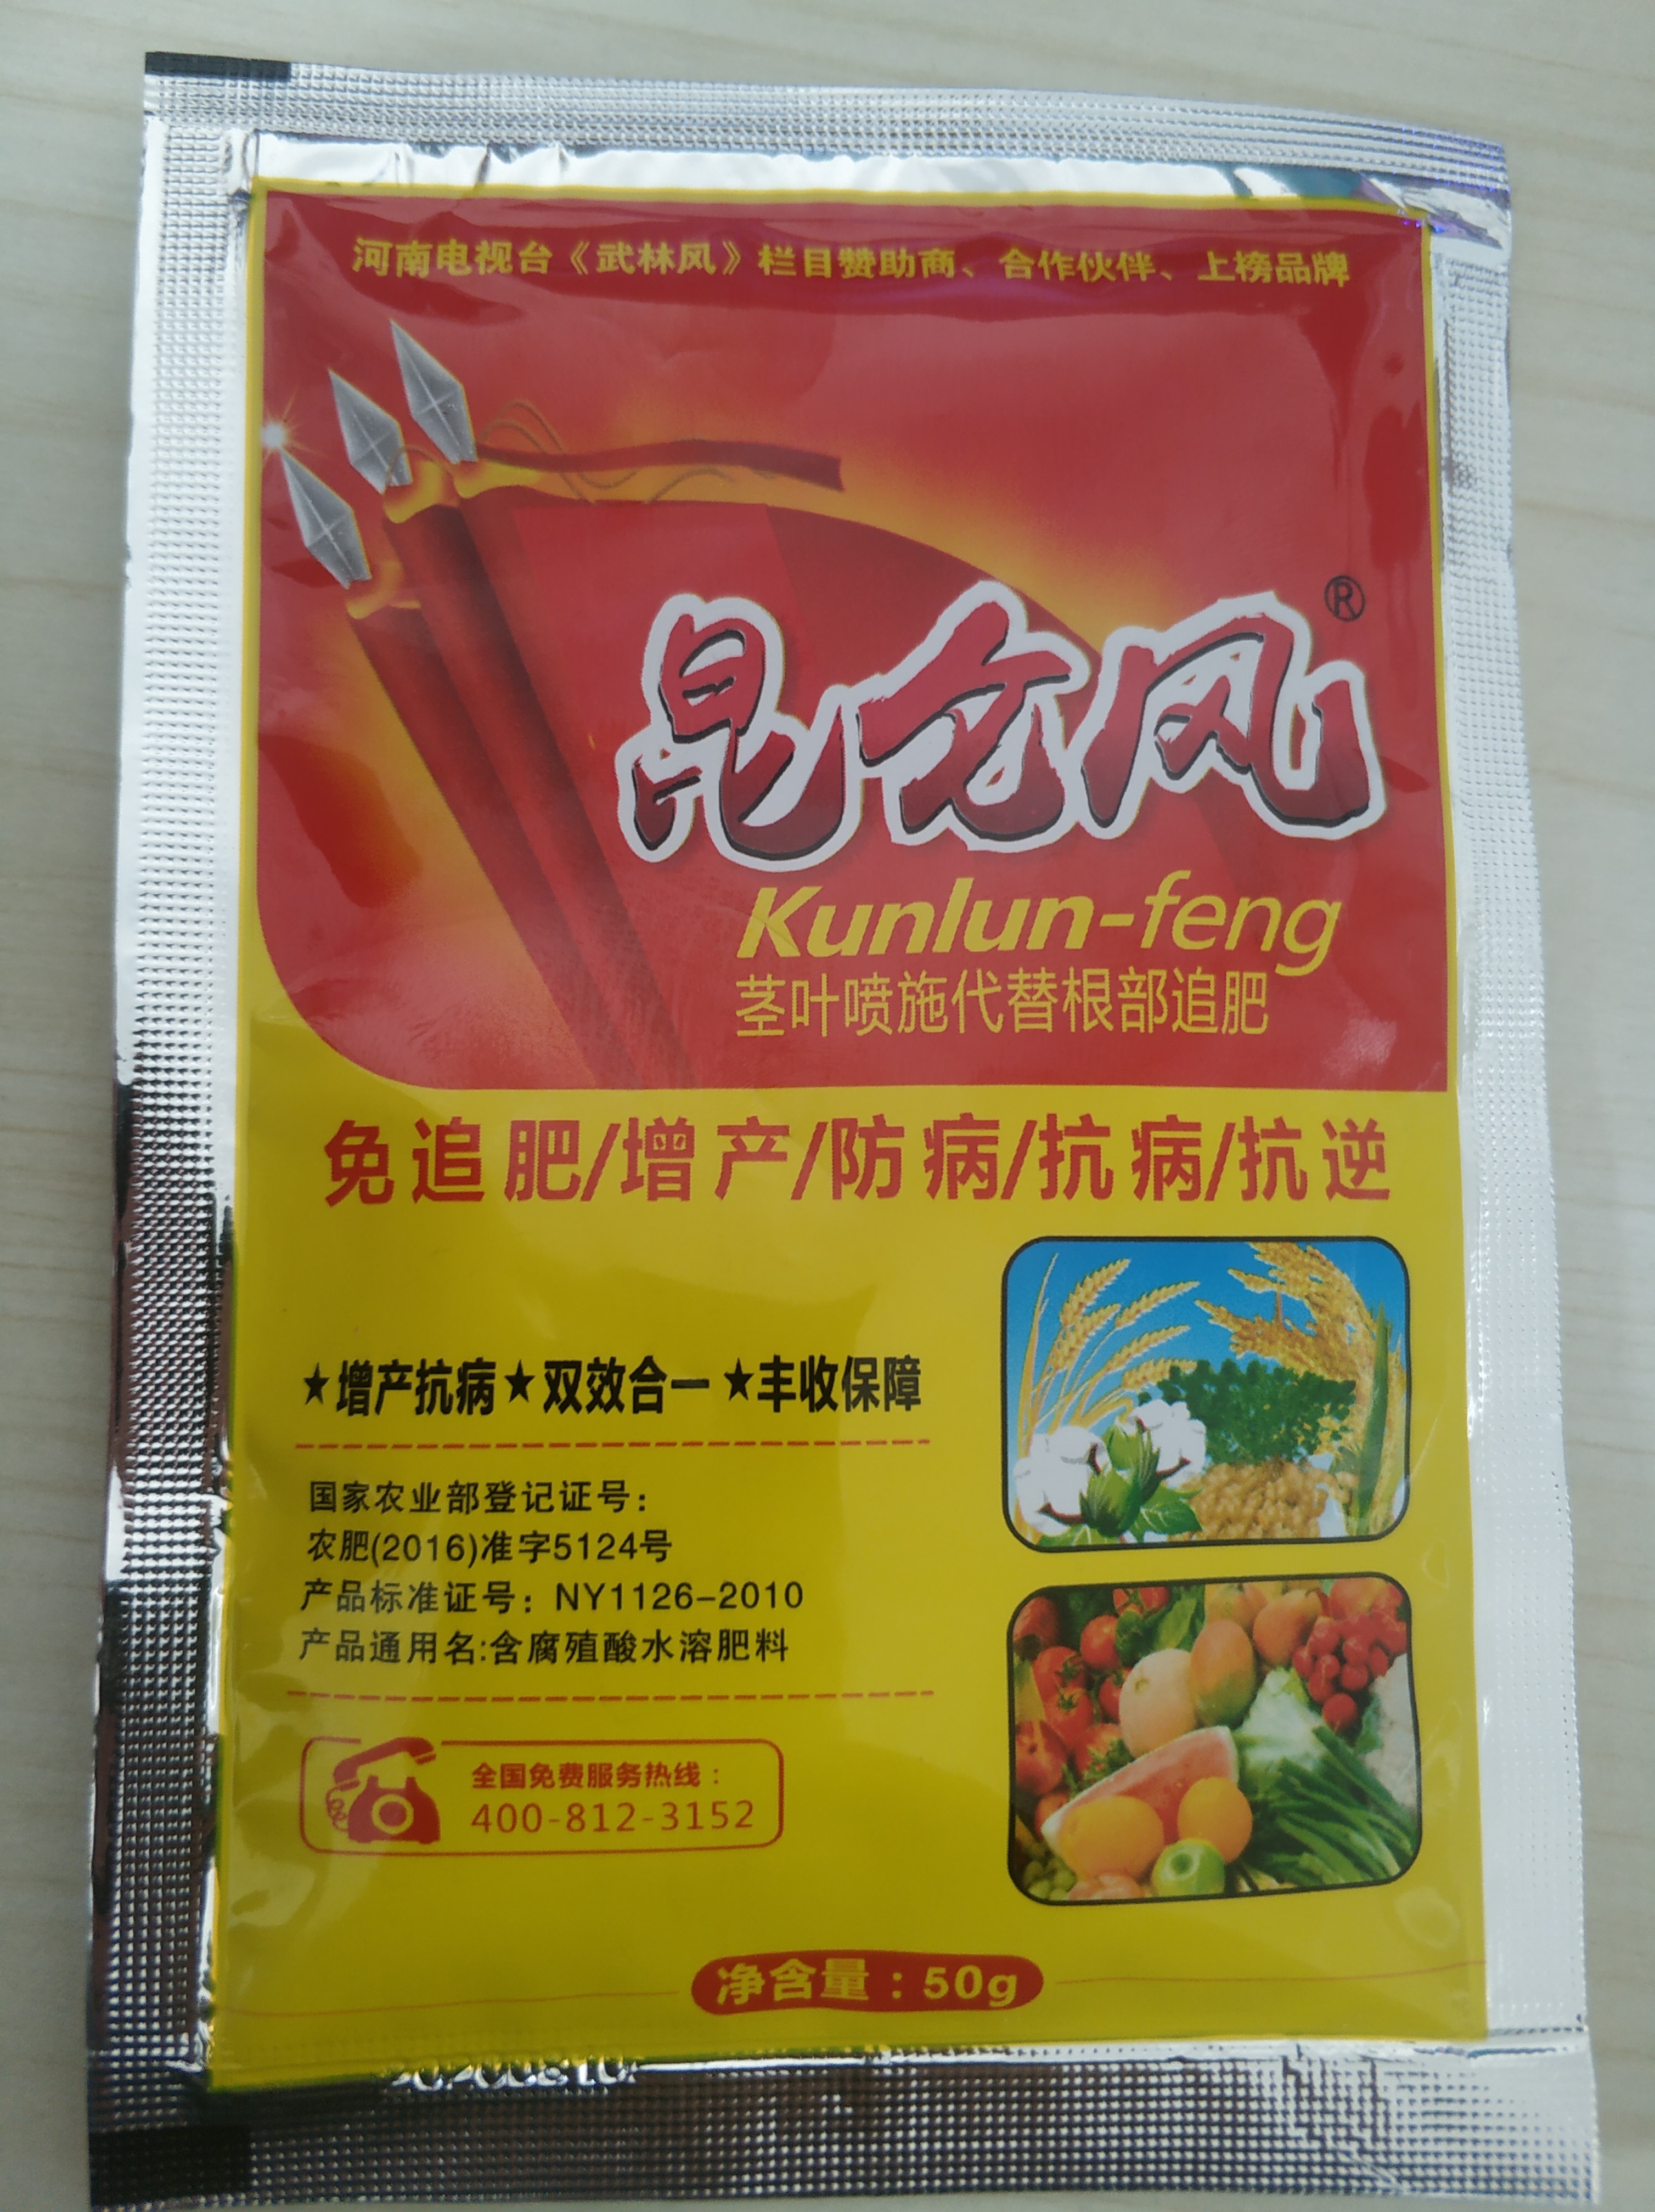 河南电视台《武林风》栏目赞助商、合作伙伴、上榜品牌
昆仑风®
Kunlun-feng
茎叶喷施代替根部追肥
免追肥/增产/防病/抗病/抗逆
★增产抗病★双效合一★丰收保障
国家农业部登记证号：
农肥(2016)准字5124号
产品标准证号：NY1126-2010
产品通用名:含腐殖酸水溶肥料
全国免费服务热线：
400-812-3152
净含量：50g